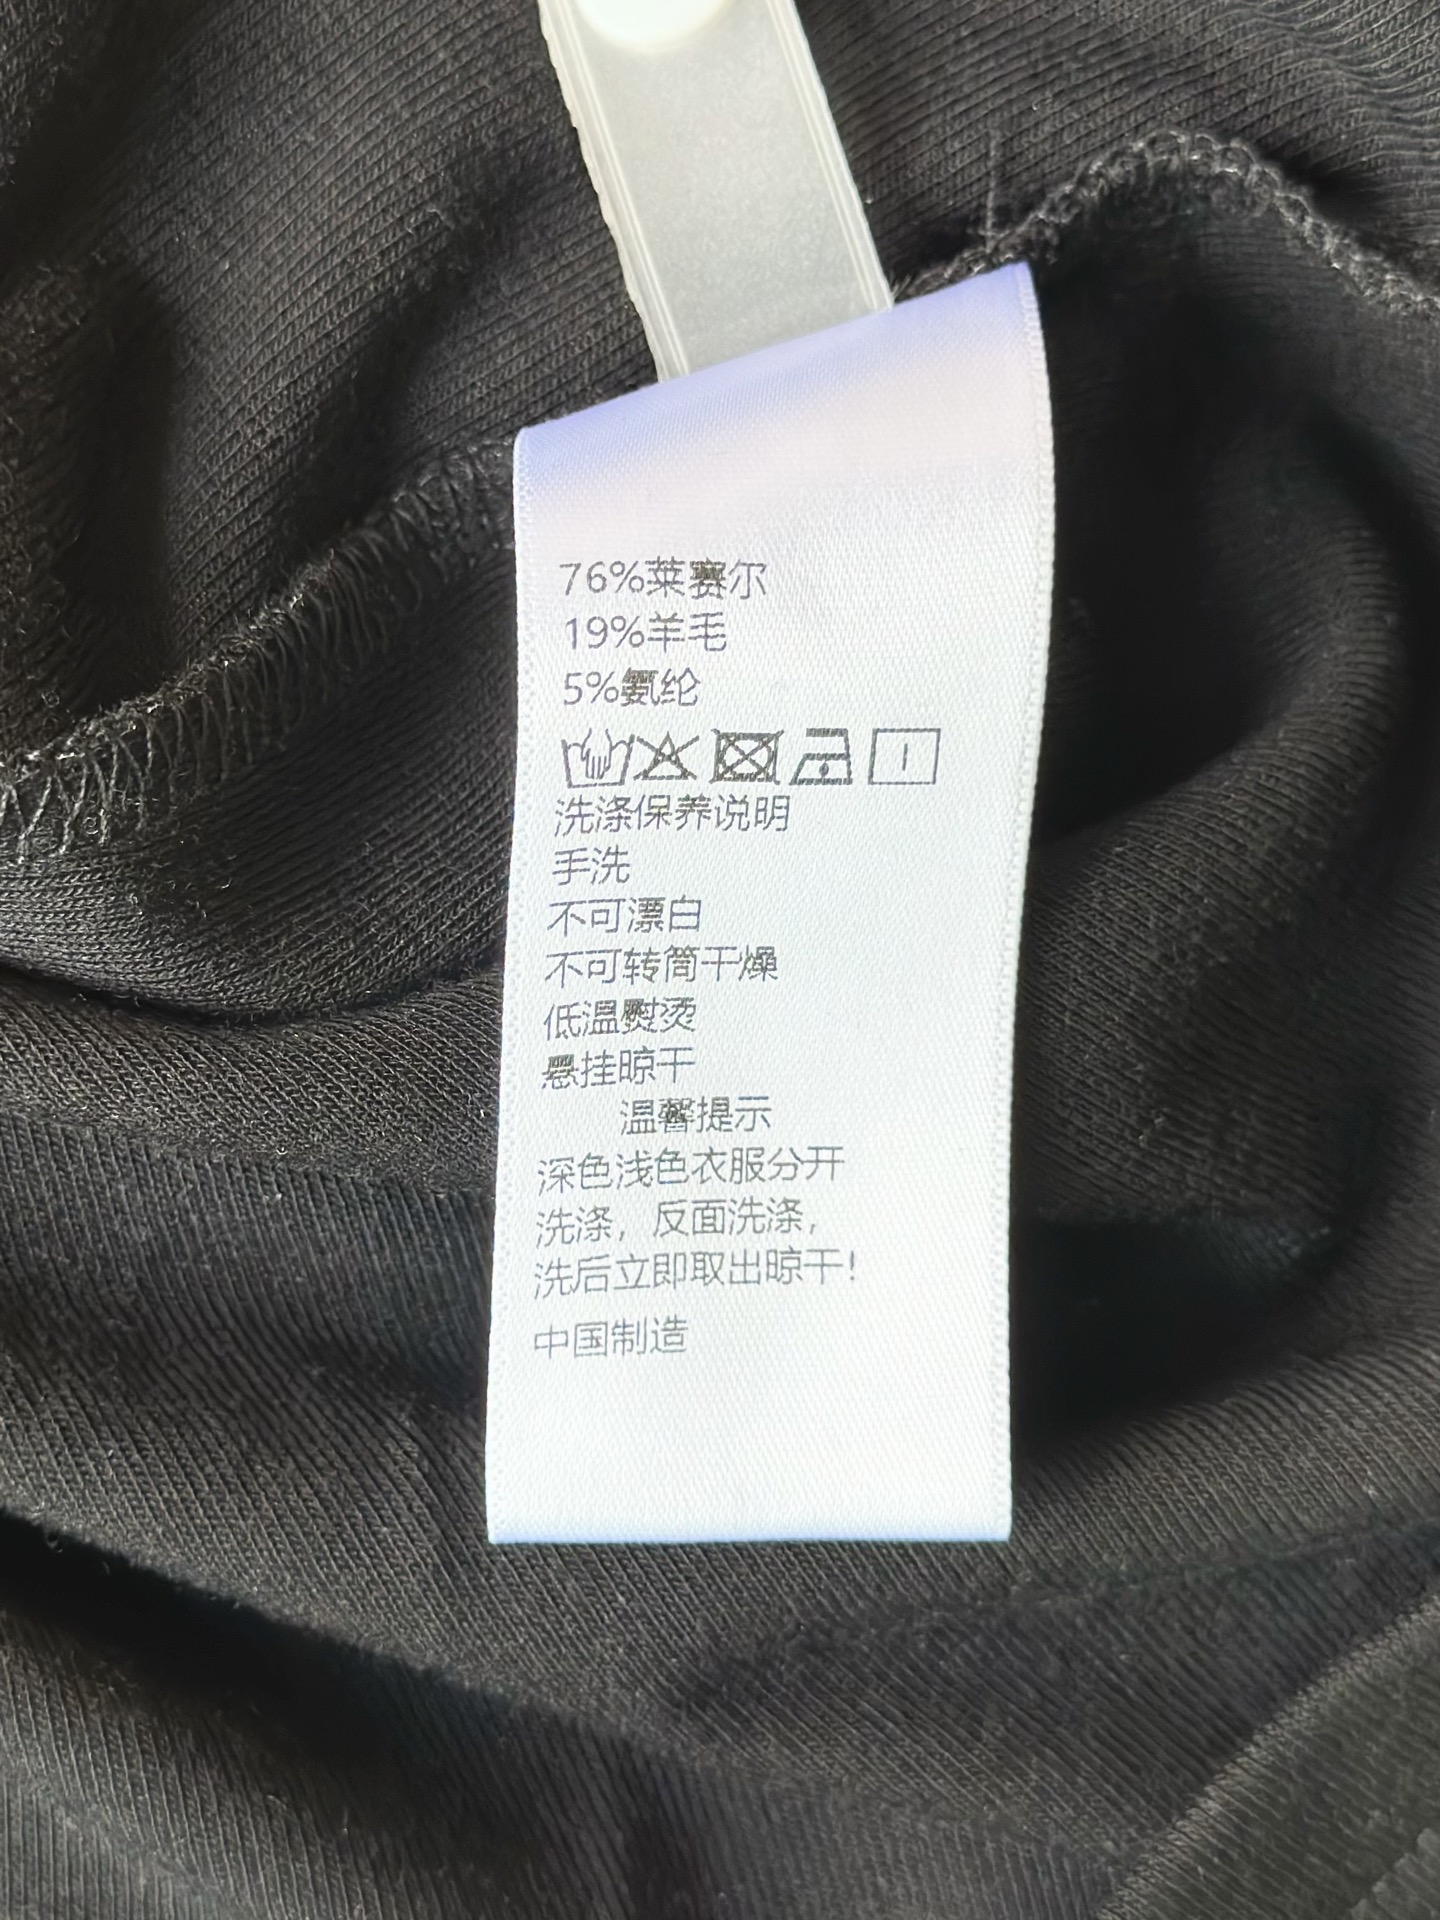 76%莱赛尔
19%羊毛
5%氨纶
洗涤保养说明
手洗
不可漂白
不可转筒干燥
低温熨烫
悬挂晾干
温馨提示
深色浅色衣服分开
洗涤，反面洗涤，
洗后立即取出晾干!
中国制造